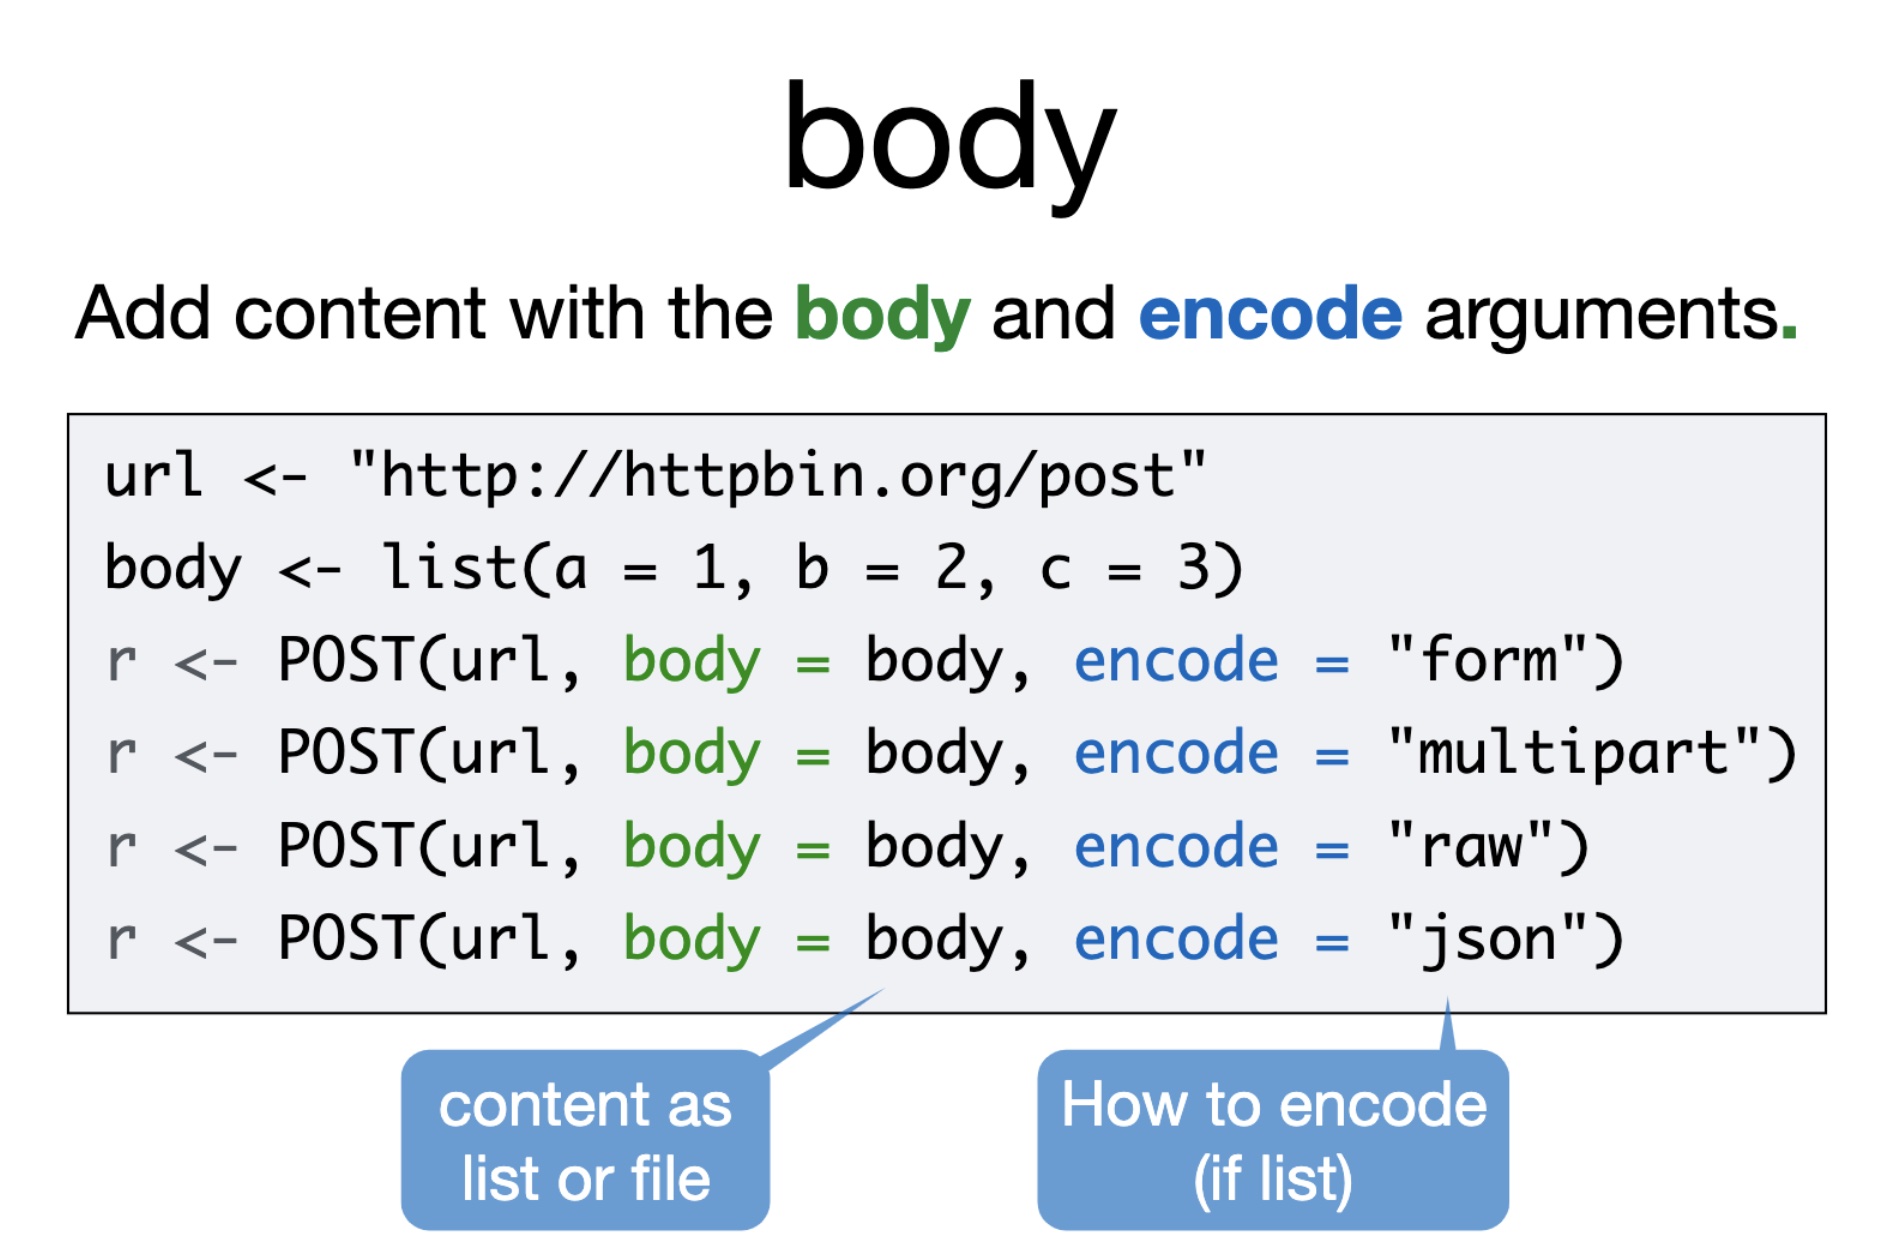 body
Add content with the body and encode arguments.
url <- "http://httpbin.org/post"
body <- list(a = 1, b = 2, c = 3)
r <- POST(url, body = body, encode = "form")
r <- POST(url, body = body, encode = "multipart")
r <- POST(url, body = body, encode = "raw")
r <- POST(url, body = body, encode = "json")
content as
list or file
How to encode
(if list)